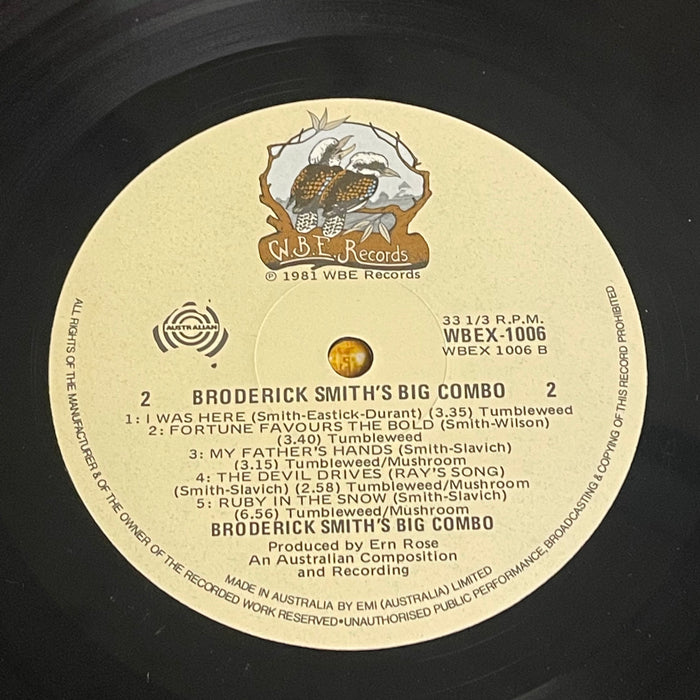 W.B.E. Records
℗ 1981 WBE Records
AUSTRALIAN
33 1/3 R.P.M.
WBEX-1006
WBEX 1006 B
2 BRODERICK SMITH'S BIG COMBO 2
1: I WAS HERE (Smith-Eastick-Durant) (3.35) Tumbleweed
2: FORTUNE FAVOURS THE BOLD (Smith-Wilson)
(3.40) Tumbleweed
3: MY FATHER'S HANDS (Smith-Slavich)
(3.15) Tumbleweed/Mushroom
4: THE DEVIL DRIVES (RAY'S SONG)
(Smith-Slavich) (2.58) Tumbleweed/Mushroom
5: RUBY IN THE SNOW (Smith-Slavich)
(6.56) Tumbleweed/Mushroom
BRODERICK SMITH'S BIG COMBO
Produced by Ern Rose
An Australian Composition
and Recording
MADE IN AUSTRALIA BY EMI (AUSTRALIA) LIMITED
ALL RIGHTS OF THE MANUFACTURER & OF THE OWNER OF THE RECORDED WORK RESERVED•UNAUTHORISED PUBLIC PERFORMANCE, BROADCASTING & COPYING OF THIS RECORD PROHIBITED